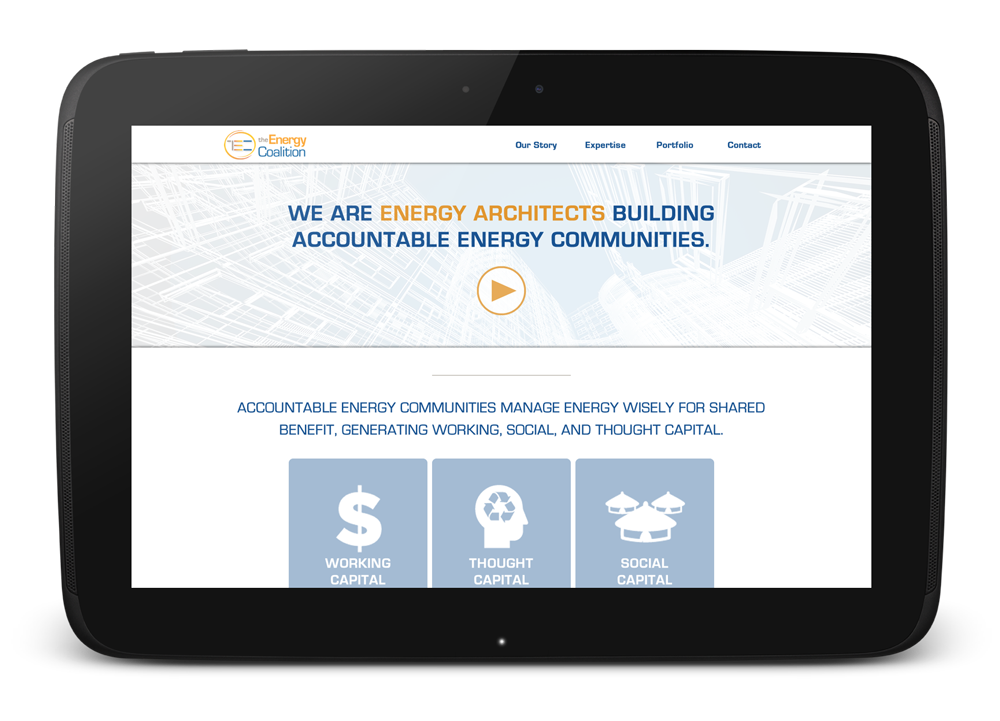 TEC
the Energy
Coalition
Our Story Expertise Portfolio Contact
WE ARE ENERGY ARCHITECTS BUILDING
ACCOUNTABLE ENERGY COMMUNITIES.
ACCOUNTABLE ENERGY COMMUNITIES MANAGE ENERGY WISELY FOR SHARED
BENEFIT, GENERATING WORKING, SOCIAL, AND THOUGHT CAPITAL.
$
WORKING
CAPITAL
THOUGHT
CAPITAL
SOCIAL
CAPITAL